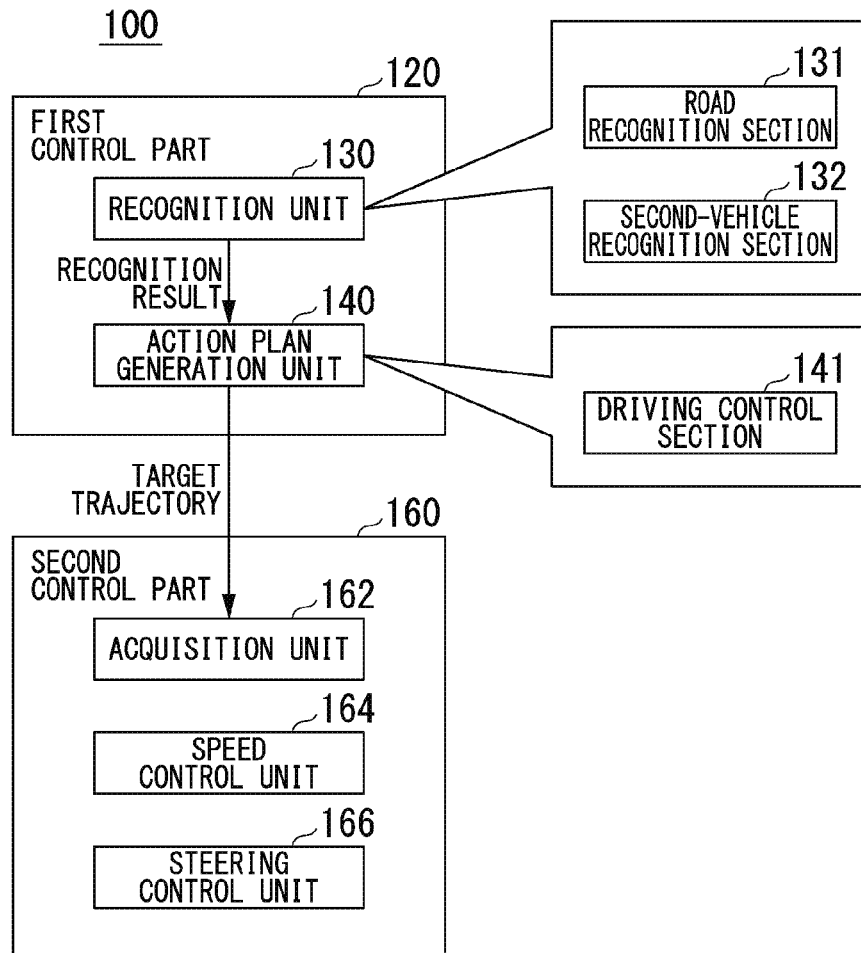 100
120
FIRST
CONTROL PART
130
RECOGNITION UNIT
RECOGNITION
RESULT
140
ACTION PLAN
GENERATION UNIT
131
ROAD
RECOGNITION SECTION
132
SECOND-VEHICLE
RECOGNITION SECTION
141
DRIVING CONTROL
SECTION
TARGET
TRAJECTORY
160
SECOND
CONTROL PART
162
ACQUISITION UNIT
164
SPEED
CONTROL UNIT
166
STEERING
CONTROL UNIT